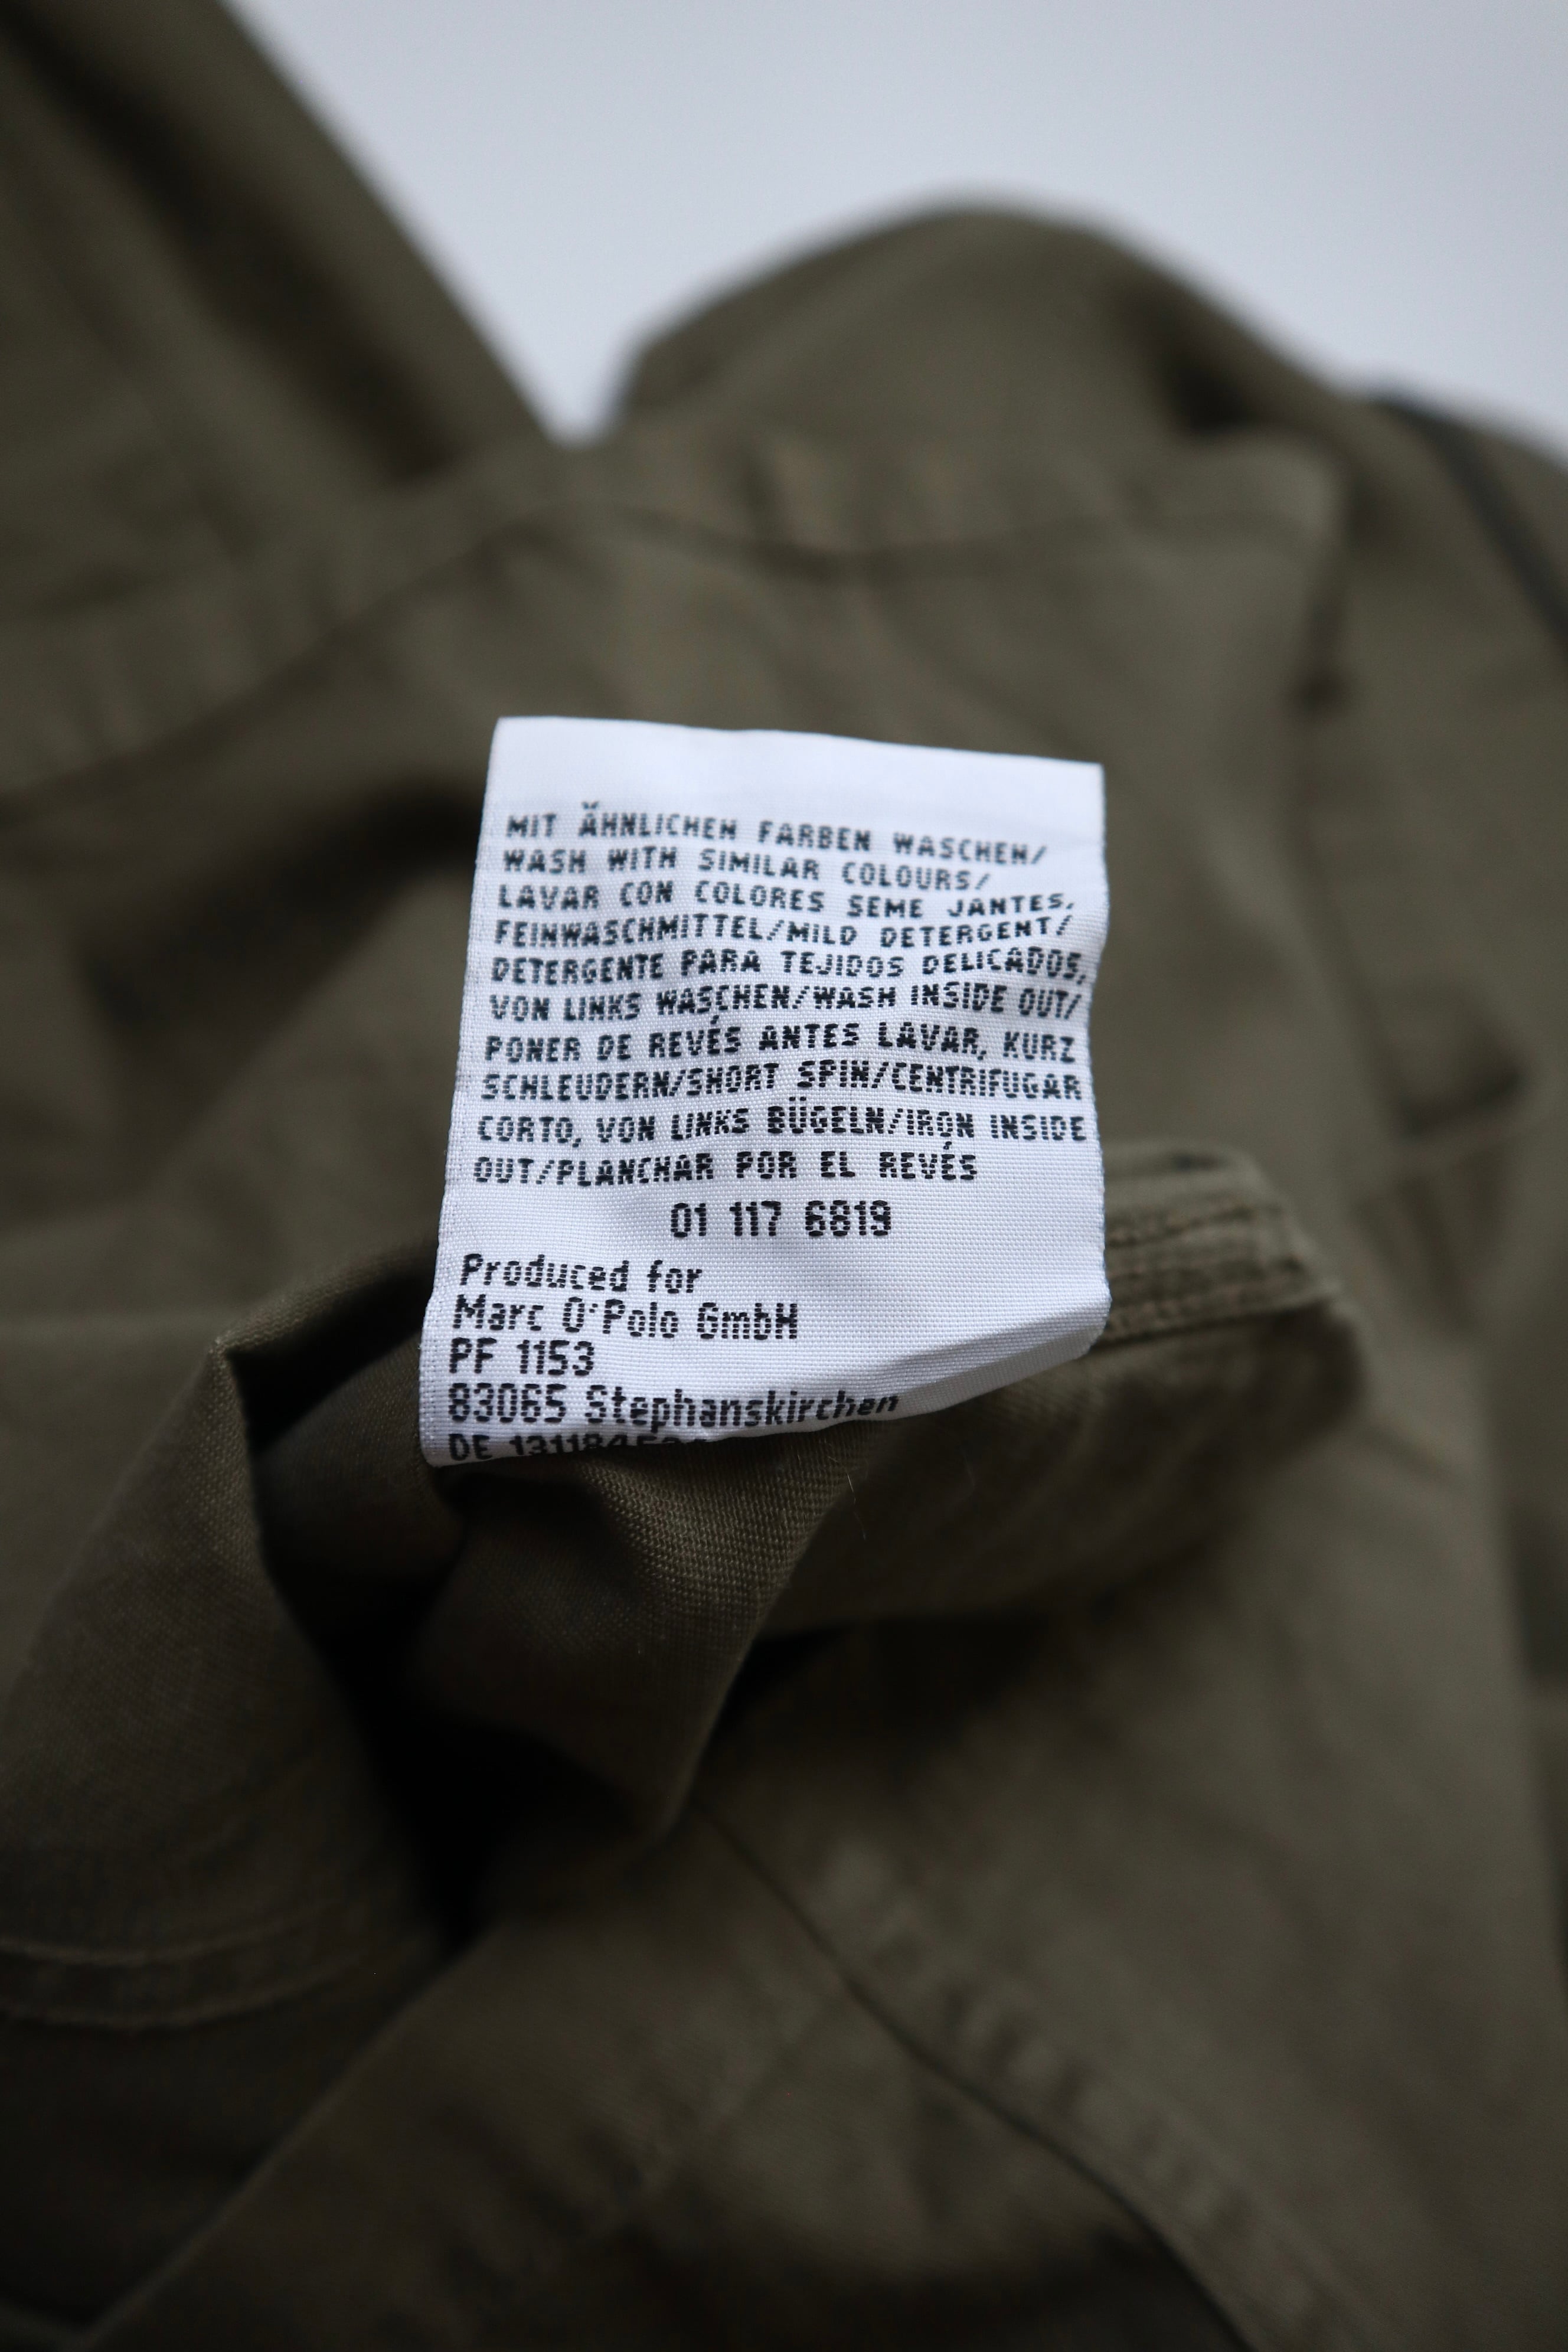 MIT ÄHNLICHEN FARBEN WASCHEN/
WASH WITH SIMILAR COLOURS/
LAVAR CON COLORES SEME JANTES,
FEINWASCHMITTEL/MILD DETERGENT/
DETERGENTE PARA TEJIDOS DELICADOS,
VON LINKS WASCHEN/WASH INSIDE OUT/
PONER DE REVÉS ANTES LAVAR, KURZ
SCHLEUDERN/SHORT SPIN/CENTRIFUGAR
CORTO, VON LINKS BÜGELN/IRON INSIDE
OUT/PLANCHAR POR EL REVÉS
01 117 6819
Produced for
Marc O'Polo GmbH
PF 1153
83065 Stephanskirchen
DE